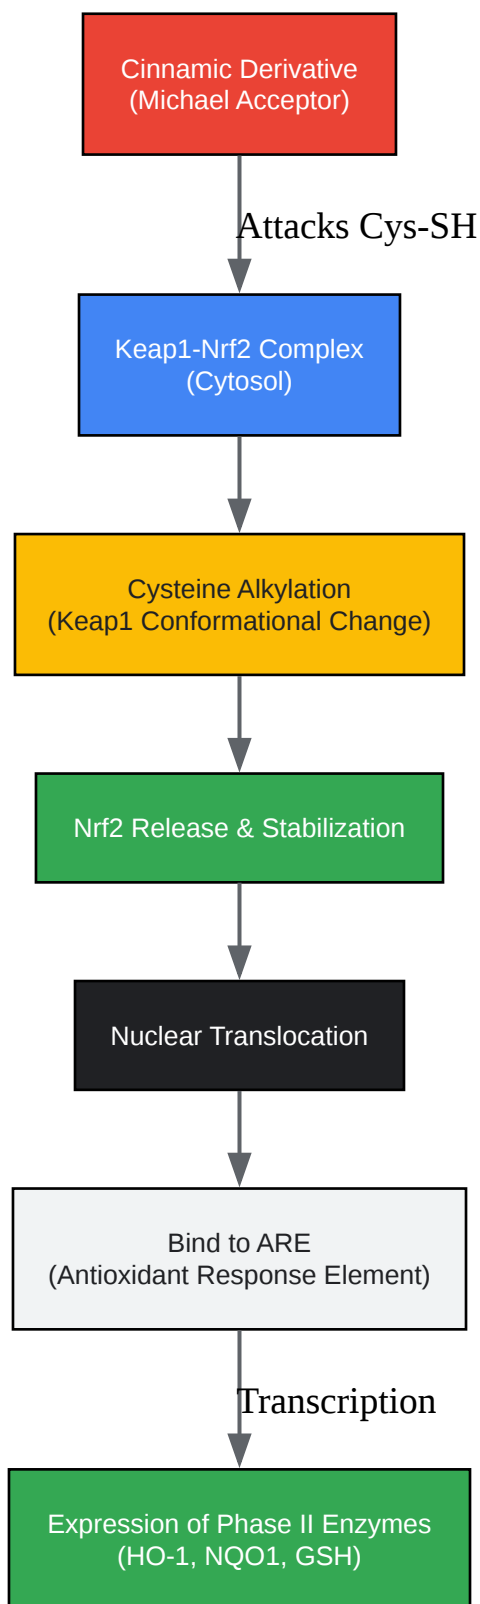 Cinnamic Derivative
(Michael Acceptor)
Attacks Cys-SH
Keap1-Nrf2 Complex
(Cytosol)
Cysteine Alkylation
(Keap1 Conformational Change)
Nrf2 Release & Stabilization
Nuclear Translocation
Bind to ARE
(Antioxidant Response Element)
Transcription
Expression of Phase II Enzymes
(HO-1, NQO1, GSH)